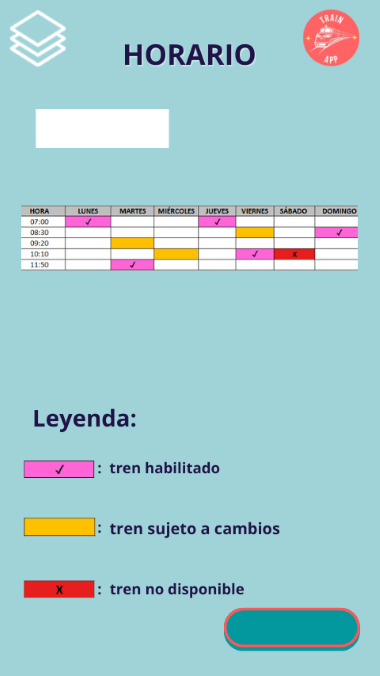 TRAIN
APP
HORARIO
HORA LUNES MARTES MIÉRCOLES JUEVES VIERNES SÁBADO DOMINGO
07:00 ✓ ✓
08:30 ✓
09:20
10:10 ✓ X
11:50 ✓
Leyenda:
✓ : tren habilitado
: tren sujeto a cambios
X : tren no disponible